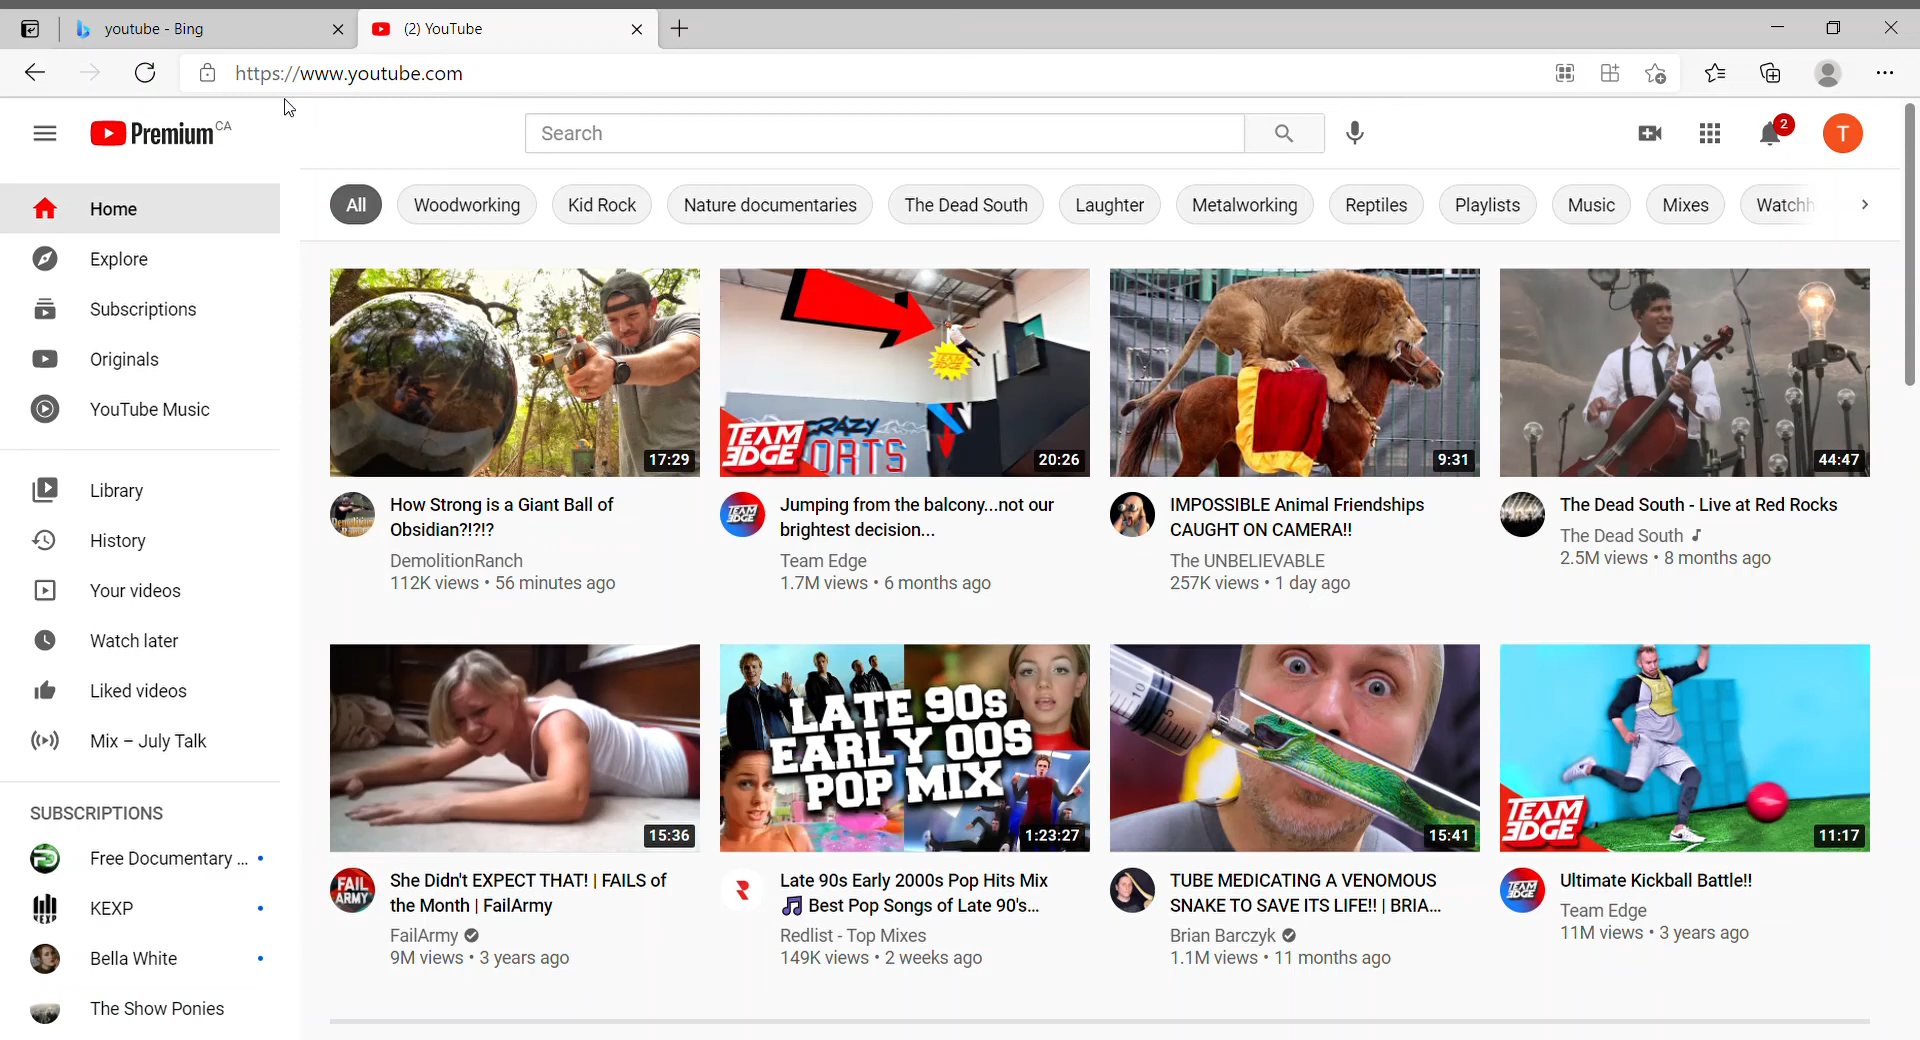 youtube - Bing
(2) YouTube
https://www.youtube.com
Premium CA
Search
2
T
Home
Explore
Subscriptions
Originals
YouTube Music
Library
History
Your videos
Watch later
Liked videos
Mix – July Talk
SUBSCRIPTIONS
Free Documentary ...
KEXP
Bella White
The Show Ponies
All
Woodworking
Kid Rock
Nature documentaries
The Dead South
Laughter
Metalworking
Reptiles
Playlists
Music
Mixes
Watchh
17:29
How Strong is a Giant Ball of
Obsidian?!?!?
DemolitionRanch
112K views • 56 minutes ago
TEAM
EDGE
CRAZY
ORTS
TEAM
EDGE
20:26
TEAM
EDGE
Jumping from the balcony...not our
brightest decision...
Team Edge
1.7M views • 6 months ago
9:31
IMPOSSIBLE Animal Friendships
CAUGHT ON CAMERA!!
The UNBELIEVABLE
257K views • 1 day ago
44:47
The Dead South - Live at Red Rocks
The Dead South
2.5M views • 8 months ago
15:36
FAIL
ARMY
She Didn't EXPECT THAT! | FAILS of
the Month | FailArmy
FailArmy
9M views • 3 years ago
LATE 90s
EARLY 00s
POP MIX
1:23:27
Late 90s Early 2000s Pop Hits Mix
🎵 Best Pop Songs of Late 90's...
Redlist - Top Mixes
149K views • 2 weeks ago
10
5
15:41
TUBE MEDICATING A VENOMOUS
SNAKE TO SAVE ITS LIFE!! | BRIA...
Brian Barczyk
1.1M views • 11 months ago
TEAM
EDGE
11:17
TEAM
EDGE
Ultimate Kickball Battle!!
Team Edge
11M views • 3 years ago